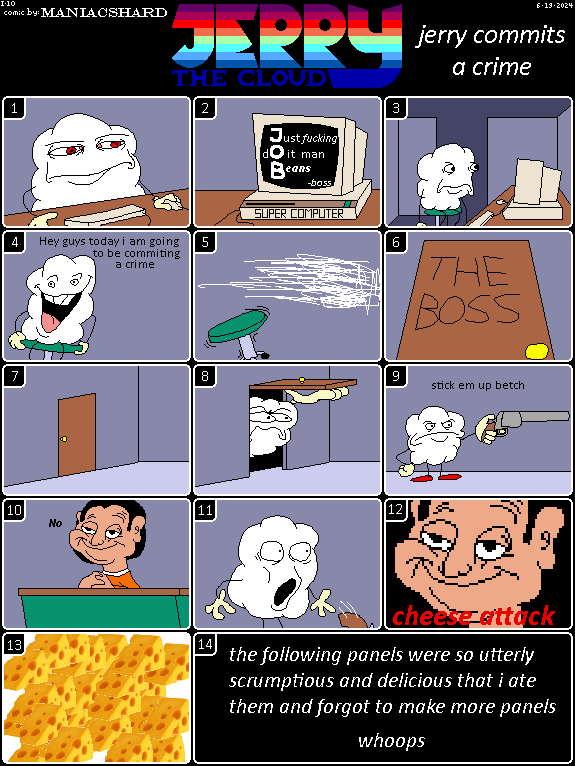 1-10
6-19-2024
comic by: MANIACSHARD
JERRY
THE CLOUD
jerry commits
a crime
1
2
Just fucking
dO it man
Beans
-boss
SUPER COMPUTER
3
4
Hey guys today i am going
to be commiting
a crime
5
6
THE
BOSS
7
8
9
stick em up betch
10
No
11
12
cheese attack
13
14
the following panels were so utterly
scrumptious and delicious that i ate
them and forgot to make more panels
whoops